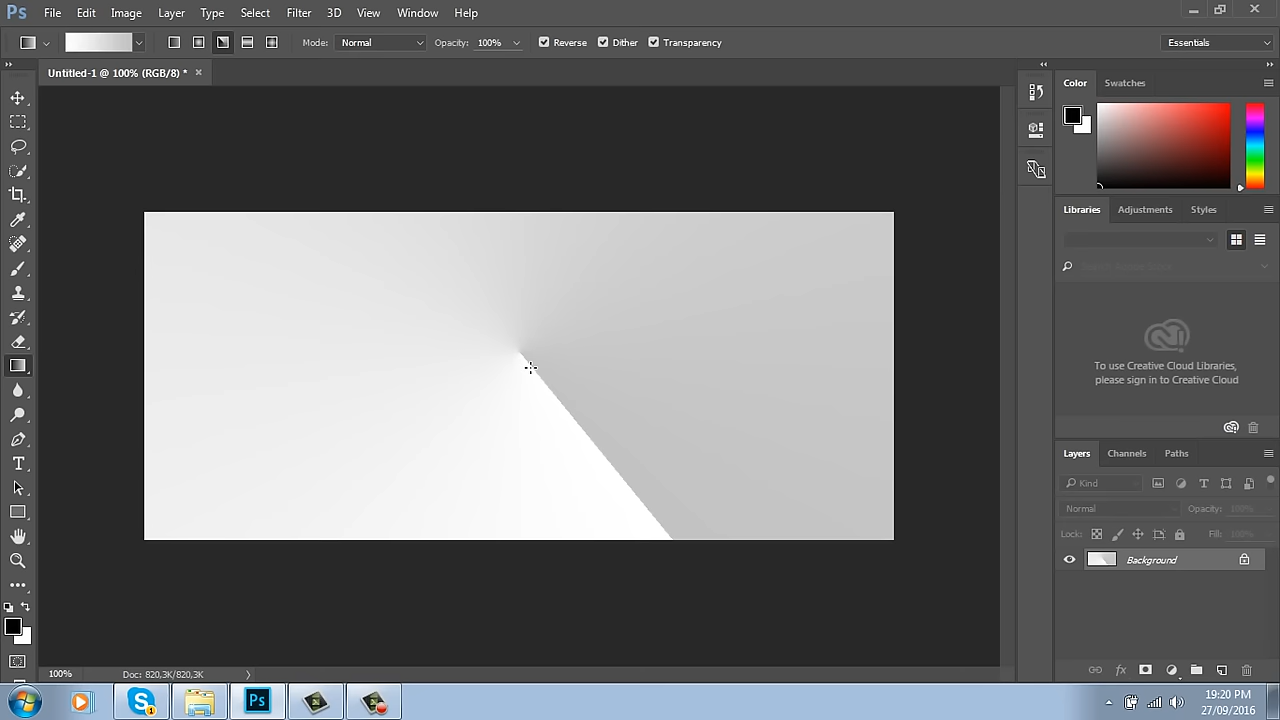 Ps File Edit Image Layer Type Select Filter 3D View Window Help
Mode: Normal Opacity: 100% Reverse Dither Transparency Essentials
Untitled-1 @ 100% (RGB/8) * ×
Color Swatches
Libraries Adjustments Styles
To use Creative Cloud Libraries,
please sign in to Creative Cloud
Layers Channels Paths
Kind
Normal Opacity: 100%
Lock: Fill: 100%
Background
100% Doc: 820,3K/820,3K
Ps
19:20 PM
27/09/2016